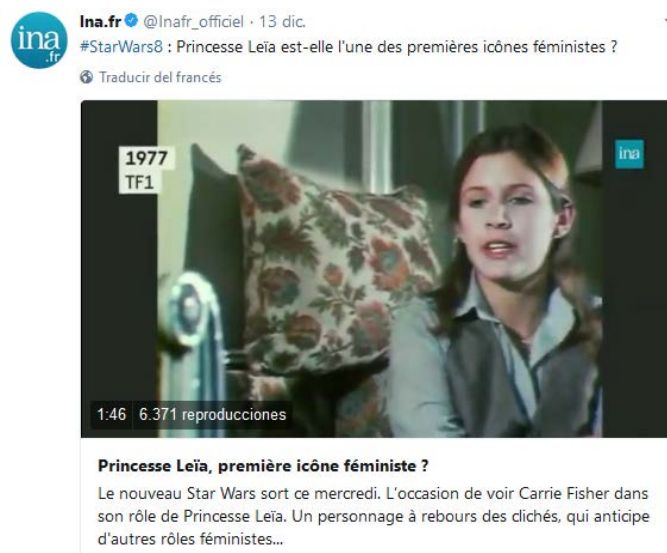 ina
.fr
Ina.fr @Inafr_officiel · 13 dic.
#StarWars8 : Princesse Leïa est-elle l'une des premières icônes féministes ?
Traducir del francés
1977
TF1
ina
1:46 6.371 reproducciones
Princesse Leïa, première icône féministe ?
Le nouveau Star Wars sort ce mercredi. L'occasion de voir Carrie Fisher dans
son rôle de Princesse Leïa. Un personnage à rebours des clichés, qui anticipe
d'autres rôles féministes...